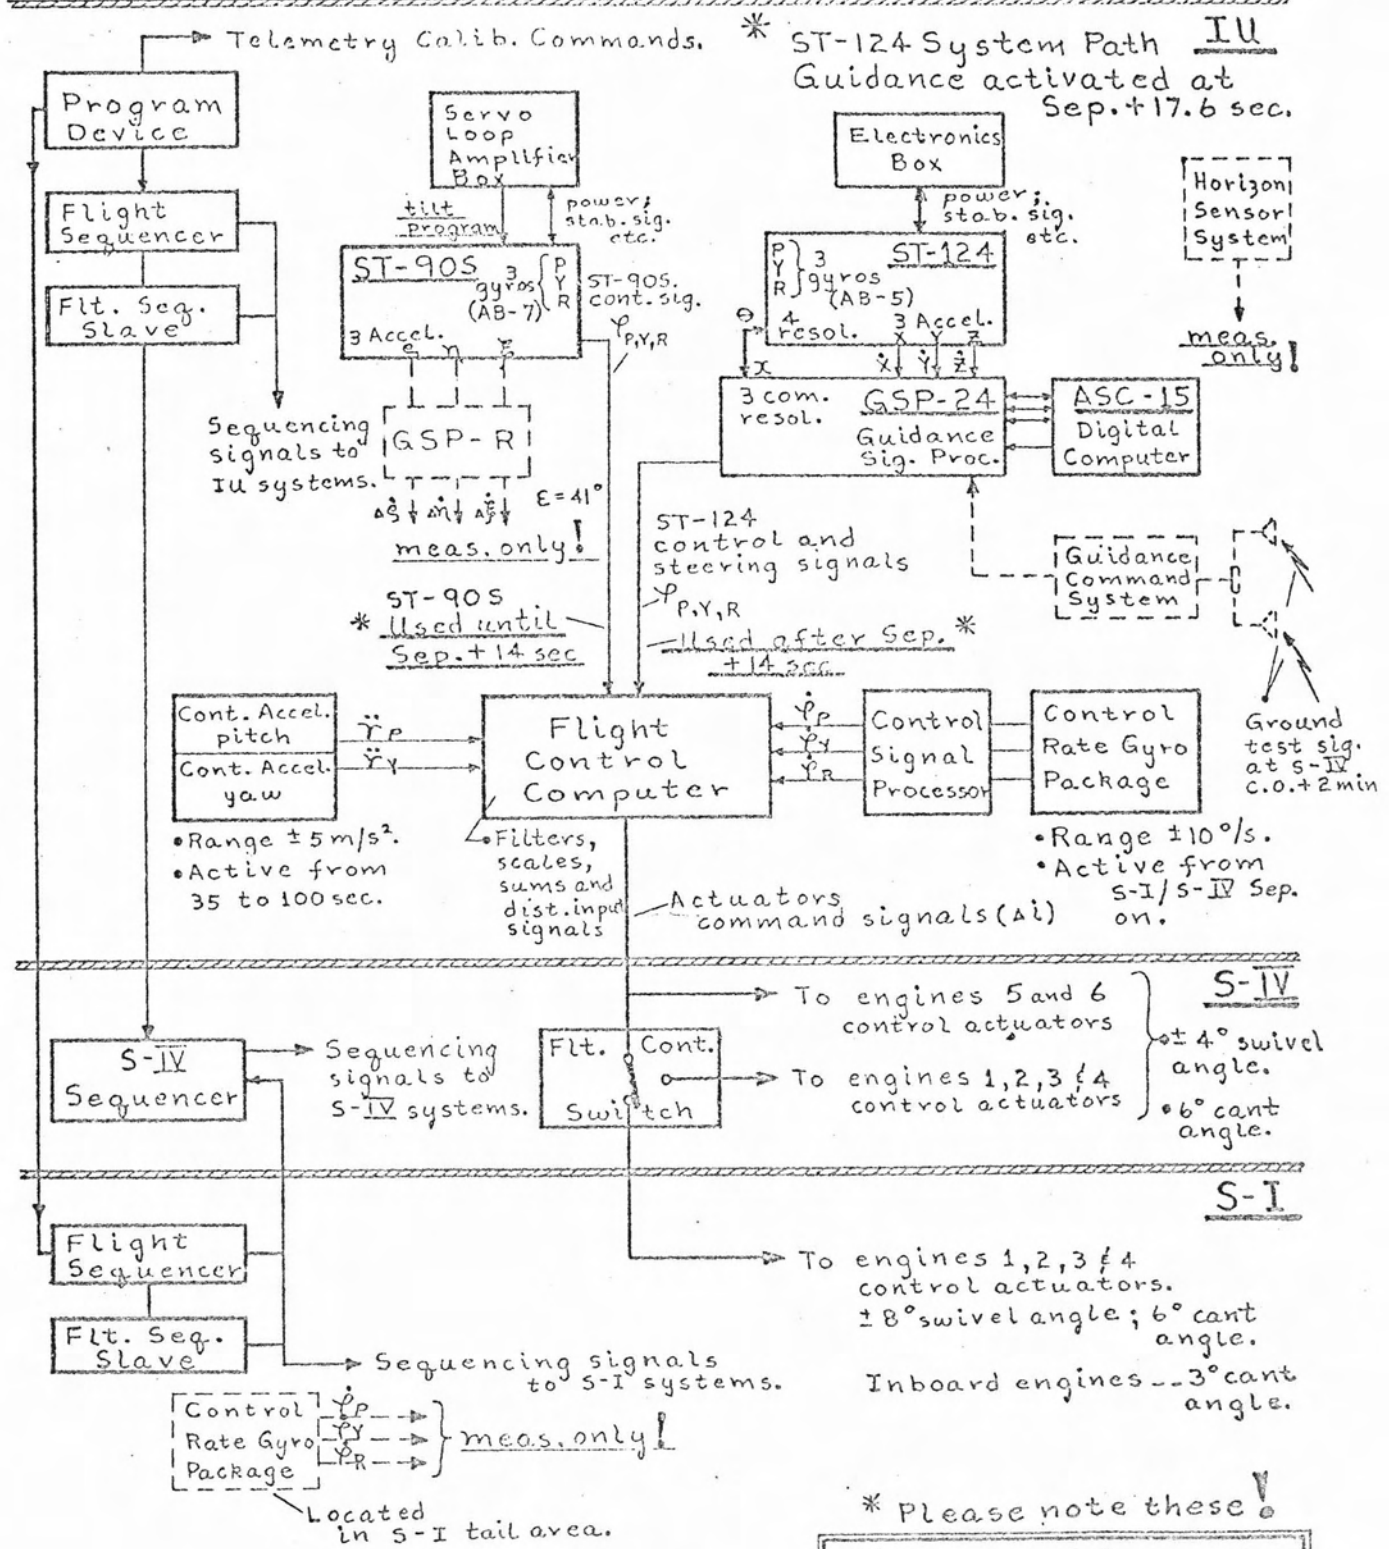 Telemetry Calib. Commands.
* ST-124 System Path
Guidance activated at
Sep.+17.6 sec.
IU
Program
Device
Servo
Loop
Amplifier
Box
Electronics
Box
Horizon
Sensor
System
meas.
only!
Flight
Sequencer
Flt. Seq.
Slave
tilt
program
power;
stab. sig.
etc.
power;
stab. sig.
etc.
ST-90S
3
gyros
(AB-7)
P
Y
R
3 Accel.
ST-90S.
cont. sig.
φP,Y,R
ST-124
P
Y
R
3
gyros
(AB-5)
4
resol.
3 Accel.
X Y Z
Θ
χ
Ẋ Ẏ Ż
3 com.
resol.
GSP-24
Guidance
Sig. Proc.
ASC-15
Digital
Computer
Sequencing
signals to
IU systems.
GSP-R
ε = 41°
meas. only!
ST-124
control and
steering signals
φP,Y,R
Guidance
Command
System
ST-90S
* Used until
Sep. + 14 sec
Used after Sep. *
+14 sec
Cont. Accel.
pitch
Cont. Accel.
yaw
r̈P
r̈Y
Flight
Control
Computer
φ̇P
φ̇Y
φ̇R
Control
Signal
Processor
Control
Rate Gyro
Package
Ground
test sig.
at S-IV
c.o.+2min
•Range ±5 m/s².
•Active from
35 to 100 sec.
•Filters,
scales,
sums and
dist. input
signals
•Range ±10°/s.
•Active from
S-I/S-IV Sep.
on.
Actuators
command signals (Δi)
S-IV
To engines 5 and 6
control actuators
S-IV
Sequencer
Sequencing
signals to
S-IV systems.
Flt. Cont.
Switch
To engines 1,2,3 & 4
control actuators
•± 4° swivel
angle.
•6° cant
angle.
S-I
Flight
Sequencer
Flt. Seq.
Slave
To engines 1,2,3 & 4
control actuators.
± 8° swivel angle; 6° cant
angle.
Inboard engines -- 3° cant
angle.
Sequencing signals
to S-I systems.
Control
Rate Gyro
Package
φ̇P
φ̇Y
φ̇R
meas. only!
Located
in S-I tail area.
* Please note these!